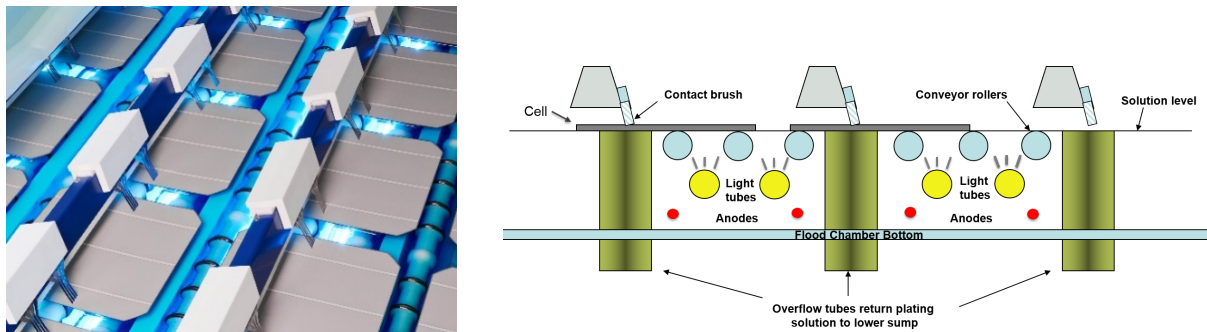 Contact brush
Conveyor rollers
Solution level
Cell
Light
tubes
Light
tubes
Anodes
Anodes
Flood Chamber Bottom
Overflow tubes return plating
solution to lower sump